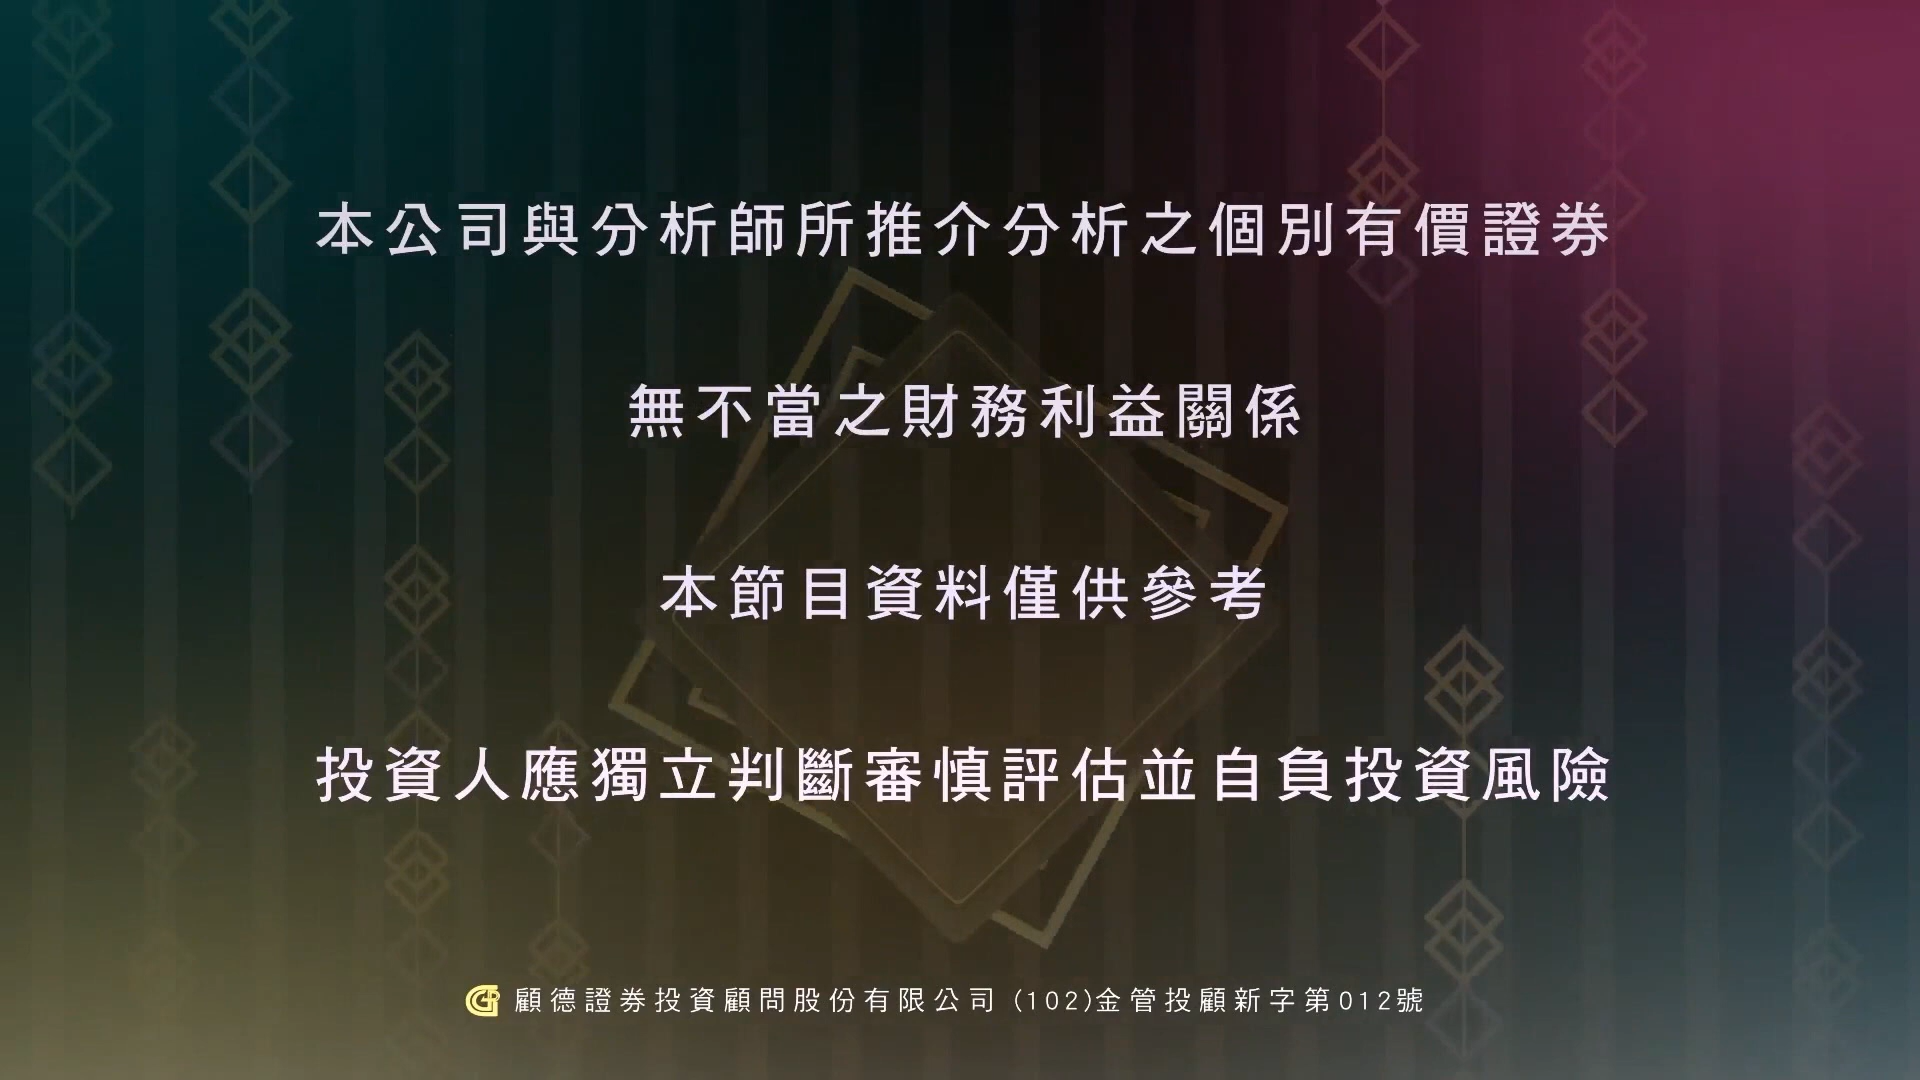 本公司與分析師所推介分析之個別有價證券
無不當之財務利益關係
本節目資料僅供參考
投資人應獨立判斷審慎評估並自負投資風險
顧德證券投資顧問股份有限公司 (102)金管投顧新字第012號